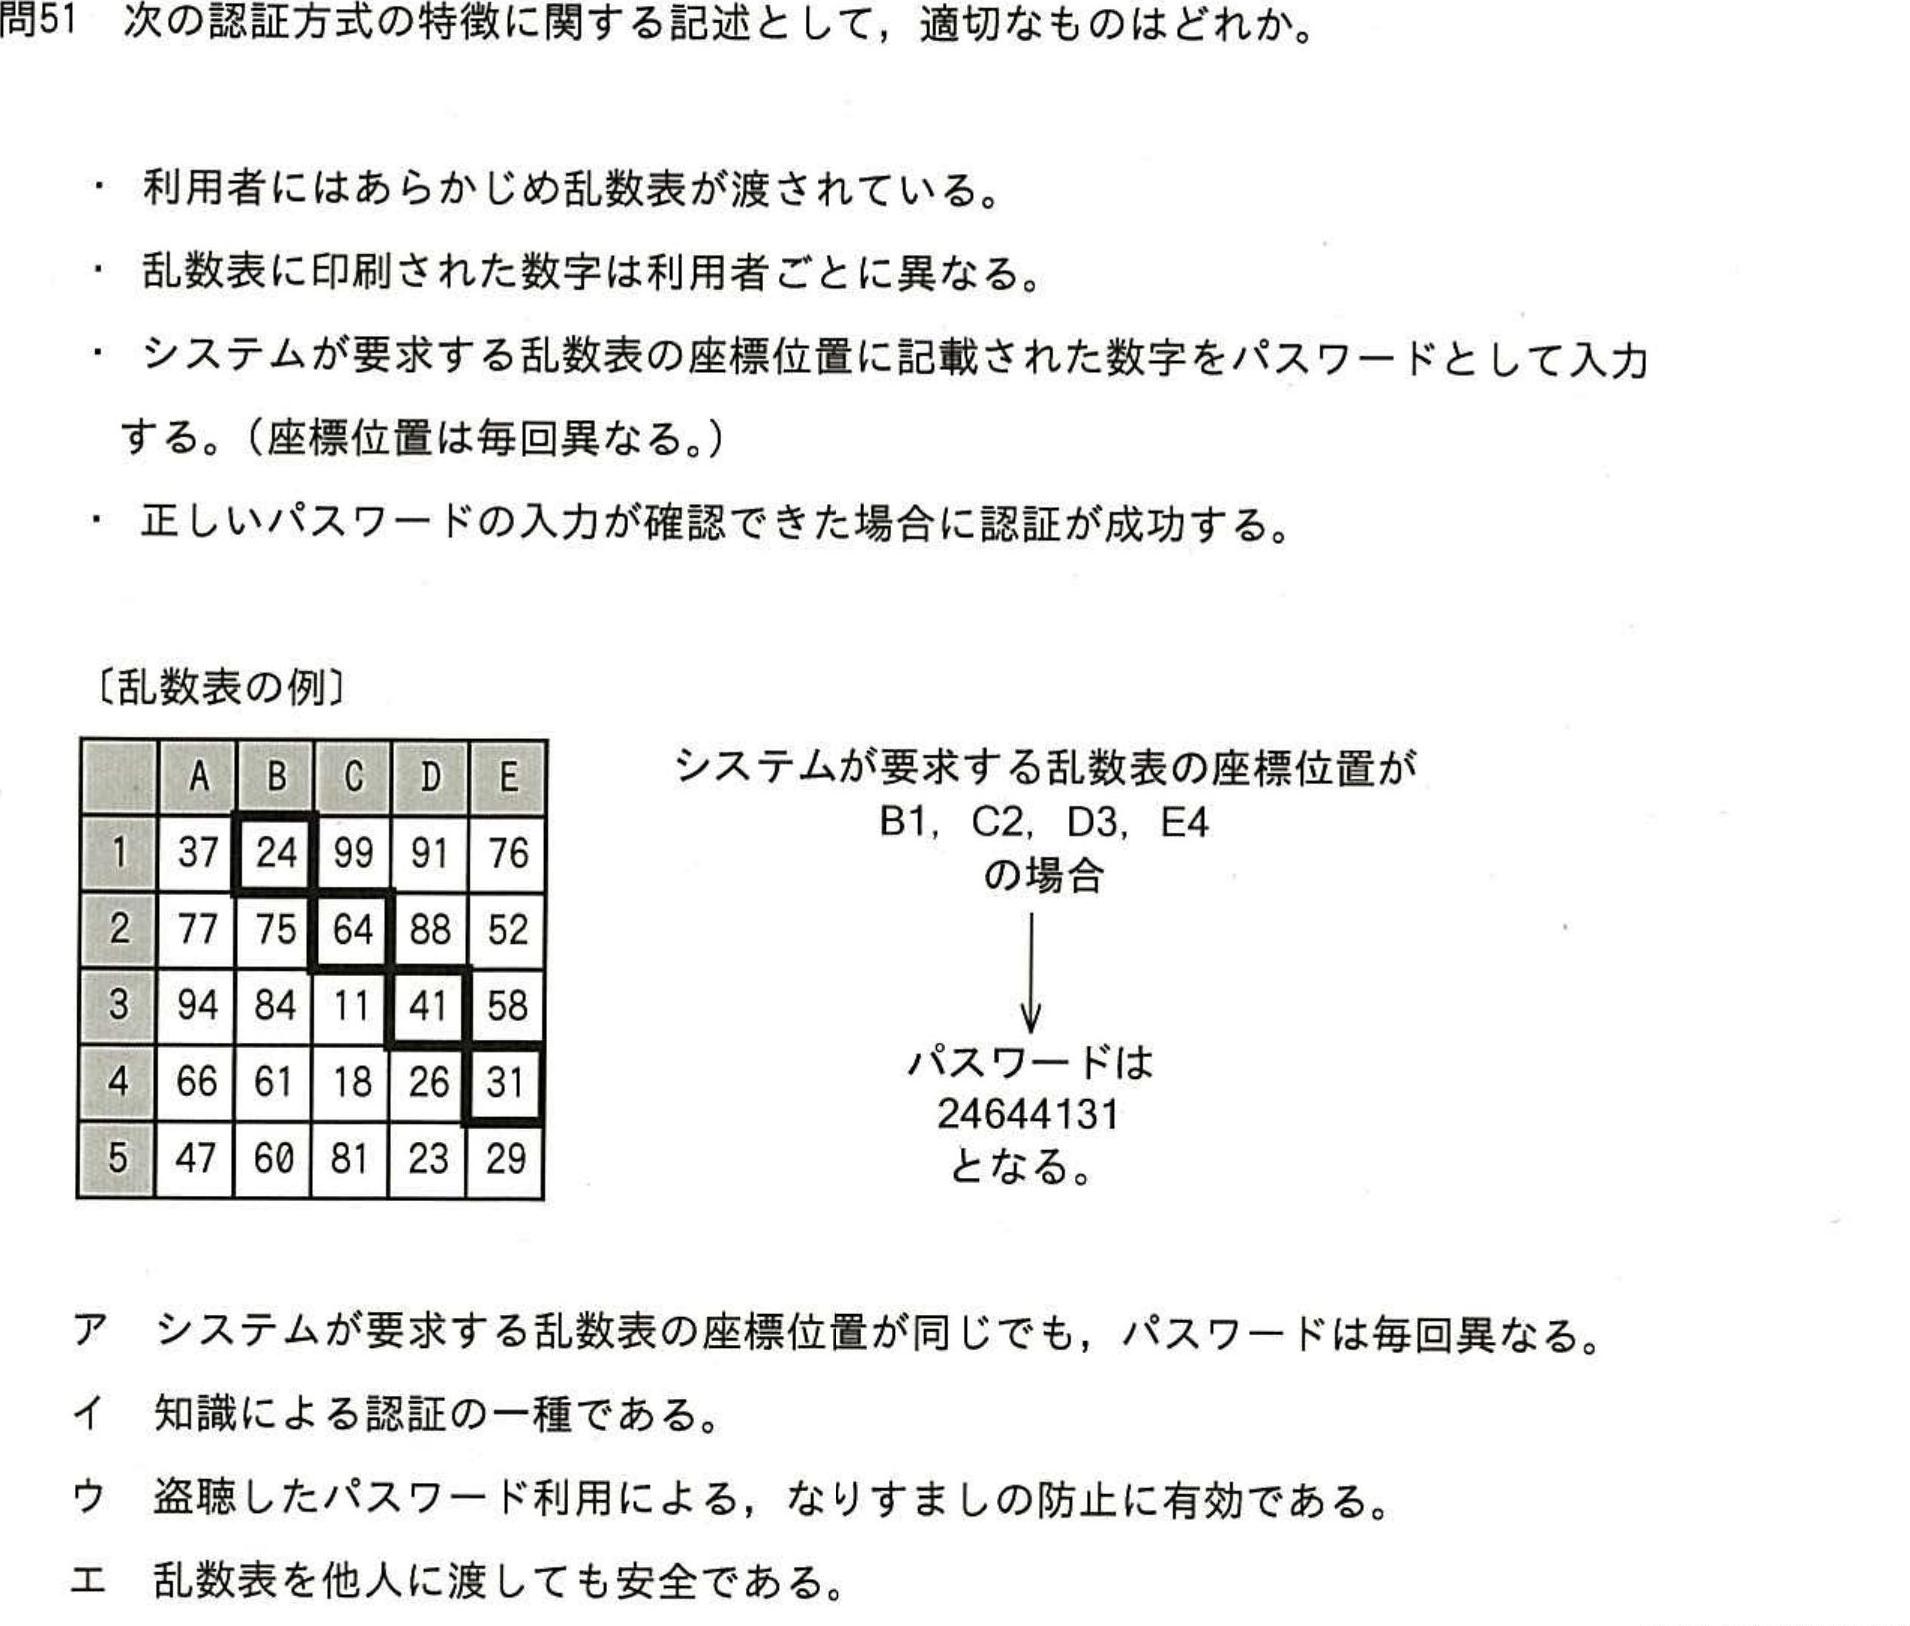 問51 次の認証方式の特徴に関する記述として，適切なものはどれか。
・ 利用者にはあらかじめ乱数表が渡されている。
・ 乱数表に印刷された数字は利用者ごとに異なる。
・ システムが要求する乱数表の座標位置に記載された数字をパスワードとして入力
する。（座標位置は毎回異なる。）
・ 正しいパスワードの入力が確認できた場合に認証が成功する。
〔乱数表の例〕
A B C D E
1 37 24 99 91 76
2 77 75 64 88 52
3 94 84 11 41 58
4 66 61 18 26 31
5 47 60 81 23 29
システムが要求する乱数表の座標位置が
B1, C2, D3, E4
の場合
パスワードは
24644131
となる。
ア システムが要求する乱数表の座標位置が同じでも，パスワードは毎回異なる。
イ 知識による認証の一種である。
ウ 盗聴したパスワード利用による，なりすましの防止に有効である。
エ 乱数表を他人に渡しても安全である。